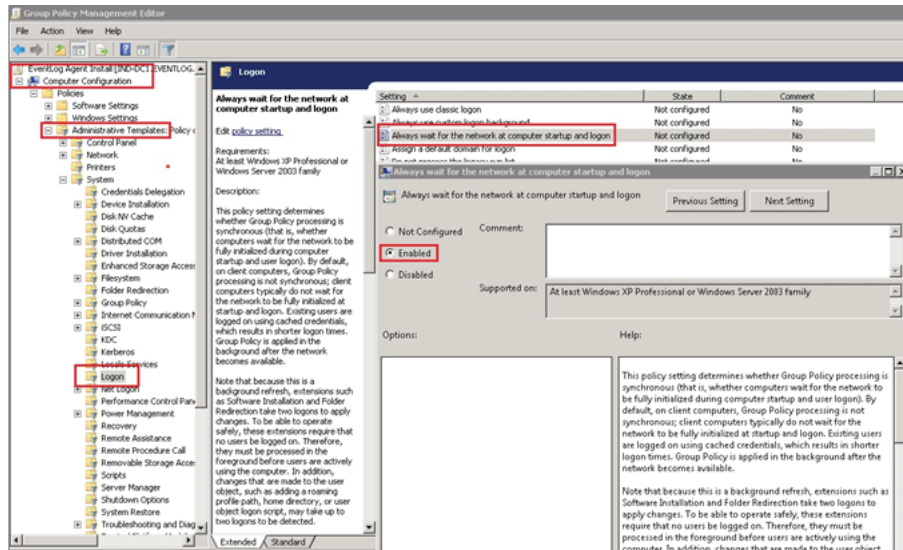 Group Policy Management Editor
File Action View Help
EventLog Agent Install [IND-DC1.EVENTLOG.
Computer Configuration
Policies
Software Settings
Windows Settings
Administrative Templates: Policy
Control Panel
Network
Printers
System
Credentials Delegation
Device Installation
Disk NV Cache
Disk Quotas
Distributed COM
Driver Installation
Enhanced Storage Access
Filesystem
Folder Redirection
Group Policy
Internet Communication
iSCSI
KDC
Kerberos
Locale Services
Logon
Net Logon
Performance Control
Power Management
Recovery
Remote Assistance
Remote Procedure Call
Removable Storage
Scripts
Server Manager
Shutdown Options
System Restore
Troubleshooting and
Logon
Always wait for the network at
computer startup and logon
Edit policy setting
Requirements:
At least Windows XP Professional or
Windows Server 2003 family
Description:
This policy setting determines
whether Group Policy processing is
synchronous (that is, whether
computers wait for the network to be
fully initialized during computer
startup and user logon). By default,
on client computers, Group Policy
processing is not synchronous; client
computers typically do not wait for
the network to be fully initialized at
startup and logon. Existing users are
logged on using cached credentials,
which results in shorter logon times.
Group Policy is applied in the
background after the network
becomes available.
Note that because this is a
background refresh, extensions such
as Software Installation and Folder
Redirection take two logons to apply
changes. To be able to operate
safely, these extensions require that
no users be logged on. Therefore,
they must be processed in the
foreground before users are actively
using the computer. In addition,
changes that are made to the user
object, such as adding a roaming
profile path, home directory, or user
object logon script, may take up to
two logons to be detected.
Extended Standard
Setting State Comment
Always use classic logon Not configured No
Always use custom logon background Not configured No
Always wait for the network at computer startup and logon Not configured No
Assign a default domain for logon Not configured No
Do not process the legacy run list Not configured No
Always wait for the network at computer startup and logon
Always wait for the network at computer startup and logon
Previous Setting Next Setting
Not Configured Comment:
Enabled
Disabled
Supported on: At least Windows XP Professional or Windows Server 2003 family
Options: Help:
This policy setting determines whether Group Policy processing is
synchronous (that is, whether computers wait for the network to
be fully initialized during computer startup and user logon). By
default, on client computers, Group Policy processing is not
synchronous; client computers typically do not wait for the
network to be fully initialized at startup and logon. Existing users
are logged on using cached credentials, which results in shorter
logon times. Group Policy is applied in the background after the
network becomes available.
Note that because this is a background refresh, extensions such as
Software Installation and Folder Redirection take two logons to
apply changes. To be able to operate safely, these extensions
require that no users be logged on. Therefore, they must be
processed in the foreground before users are actively using the
computer. In addition, changes that are made to the user object